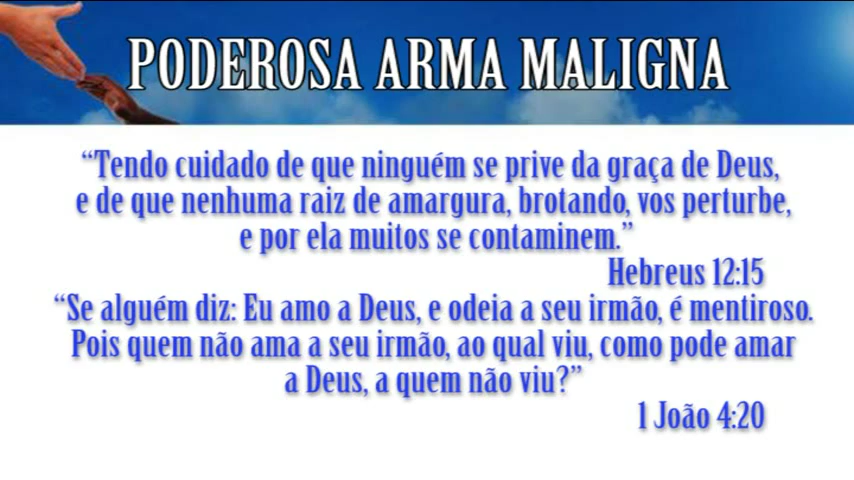 PODEROSA ARMA MALIGNA
“Tendo cuidado de que ninguém se prive da graça de Deus,
e de que nenhuma raiz de amargura, brotando, vos perturbe,
e por ela muitos se contaminem.”
Hebreus 12:15
“Se alguém diz: Eu amo a Deus, e odeia a seu irmão, é mentiroso.
Pois quem não ama a seu irmão, ao qual viu, como pode amar
a Deus, a quem não viu?”
1 João 4:20